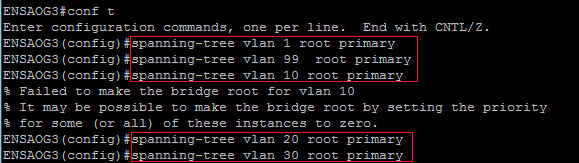 ENSAOG3#conf t
Enter configuration commands, one per line.  End with CNTL/Z.
ENSAOG3(config)#spanning-tree vlan 1 root primary
ENSAOG3(config)#spanning-tree vlan 99  root primary
ENSAOG3(config)#spanning-tree vlan 10 root primary
% Failed to make the bridge root for vlan 10
% It may be possible to make the bridge root by setting the priority
% for some (or all) of these instances to zero.
ENSAOG3(config)#spanning-tree vlan 20 root primary
ENSAOG3(config)#spanning-tree vlan 30 root primary